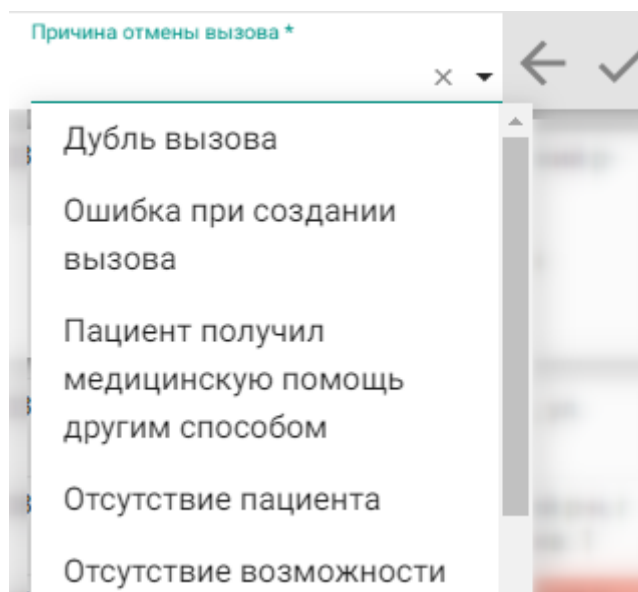 Причина отмены вызова *
Дубль вызова
Ошибка при создании
вызова
Пациент получил
медицинскую помощь
другим способом
Отсутствие пациента
Отсутствие возможности